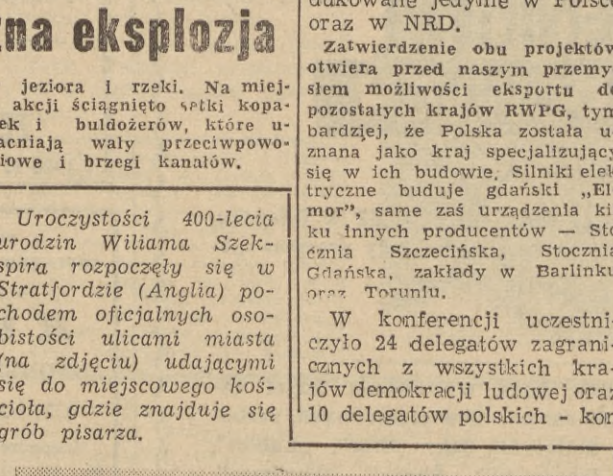 zna eksplozja
jeziora i rzeki. Na miej-
akcji ściągnięto setki kopa-
ek i buldożerów, które u-
acniają wały przeciwpowo-
iowe i brzegi kanałów.
Uroczystości 400-lecia
urodzin Wiliama Szek-
spira rozpoczęły się w
Stratfordzie (Anglia) po-
chodem oficjalnych oso-
bistości ulicami miasta
(na zdjęciu) udającymi
się do miejscowego koś-
cioła, gdzie znajduje się
grób pisarza.
dukowane jedynie w Polsce
oraz w NRD.
Zatwierdzenie obu projektów
otwiera przed naszym przemy-
słem możliwości eksportu do
pozostałych krajów RWPG, tym
bardziej, że Polska została u-
znana jako kraj specjalizujący
się w ich budowie. Silniki elek
tryczne buduje gdański „El
mor”, same zaś urządzenia ki
ku innych producentów — Sto
cznia Szczecińska, Stocznia
Gdańska, zakłady w Barlinku
oraz Toruniu.
W konferencji uczestni-
czyło 24 delegatów zagrani-
cznych z wszystkich kra-
jów demokracji ludowej oraz
10 delegatów polskich - kon